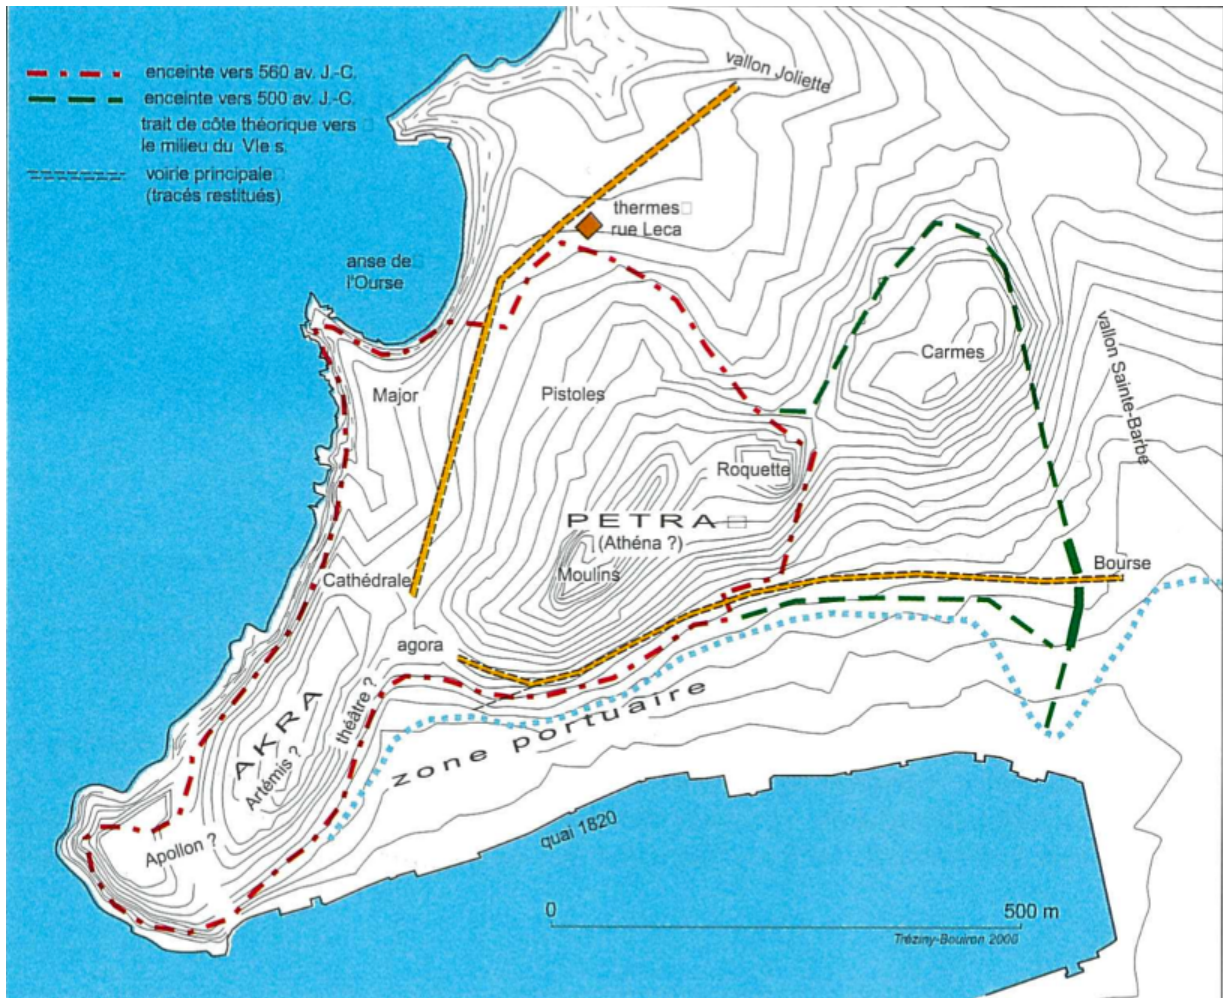 enceinte vers 560 av. J.-C.
enceinte vers 500 av. J.-C.
trait de côte théorique vers
le milieu du VIe s.
voirie principale
(tracés restitués)
vallon Joliette
thermes
rue Leca
anse de
l'Ourse
Major
Pistoles
Carmes
vallon Sainte-Barbe
Roquette
PETRA
(Athéna ?)
Moulins
Bourse
Cathédrale
agora
théâtre ?
AKRA
Artémis ?
zone portuaire
Apollon ?
quai 1820
0
500 m
Tréziny-Bouiron 2000